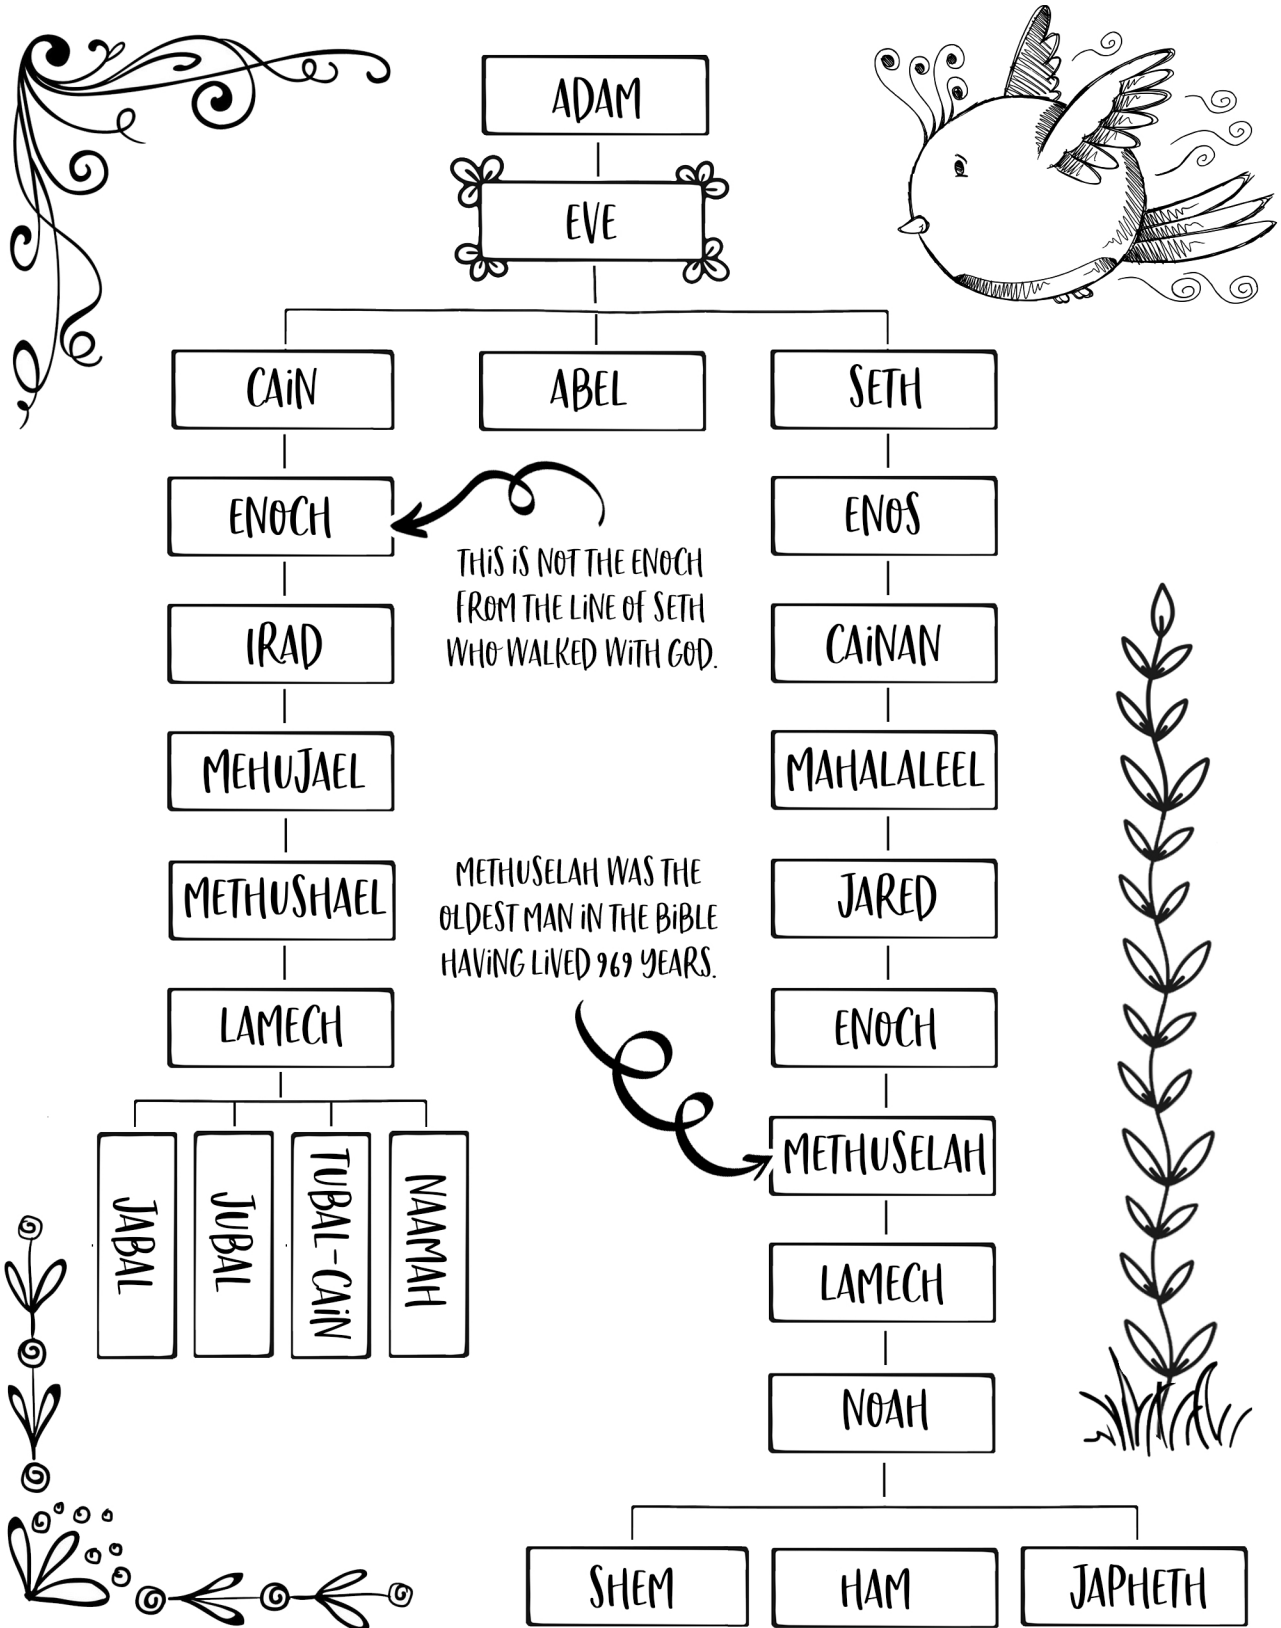 ADAM
EVE
CAiN
ABEL
SETH
ENOCH
ENOS
THiS iS NOT THE ENOCH
FROM THE LiNE OF SETH
WHO WALKED WiTH GOD.
IRAD
CAiNAN
MEHUJAEL
MAHALALEEL
METHUSHAEL
JARED
METHUSELAH WAS THE
OLDEST MAN iN THE BiBLE
HAViNG LiVED 969 YEARS.
LAMECH
ENOCH
JABAL
JUBAL
TUBAL-CAiN
NAAMAH
METHUSELAH
LAMECH
NOAH
SHEM
HAM
JAPHETH